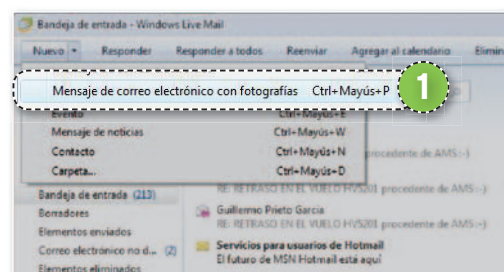 Bandeja de entrada - Windows Live Mail
Nuevo Responder Responder a todos Reenviar Agregar al calendario Elimin
Mensaje de correo electrónico con fotografías Ctrl+Mayús+P
1
Evento Ctrl+Mayús+E
Mensaje de noticias Ctrl+Mayús+W
Contacto Ctrl+Mayús+N
Carpeta... Ctrl+Mayús+D
procedente de AMS :-)
Bandeja de entrada (213)
RE: RETRASO EN EL VUELO HV5201 procedente de AMS :-)
Borradores
Guillermo Prieto Garcia
RE: RETRASO EN EL VUELO HV5201 procedente de AMS :-)
Elementos enviados
Correo electrónico no d... (2)
Servicios para usuarios de Hotmail
El futuro de MSN Hotmail está aquí
Elementos eliminados